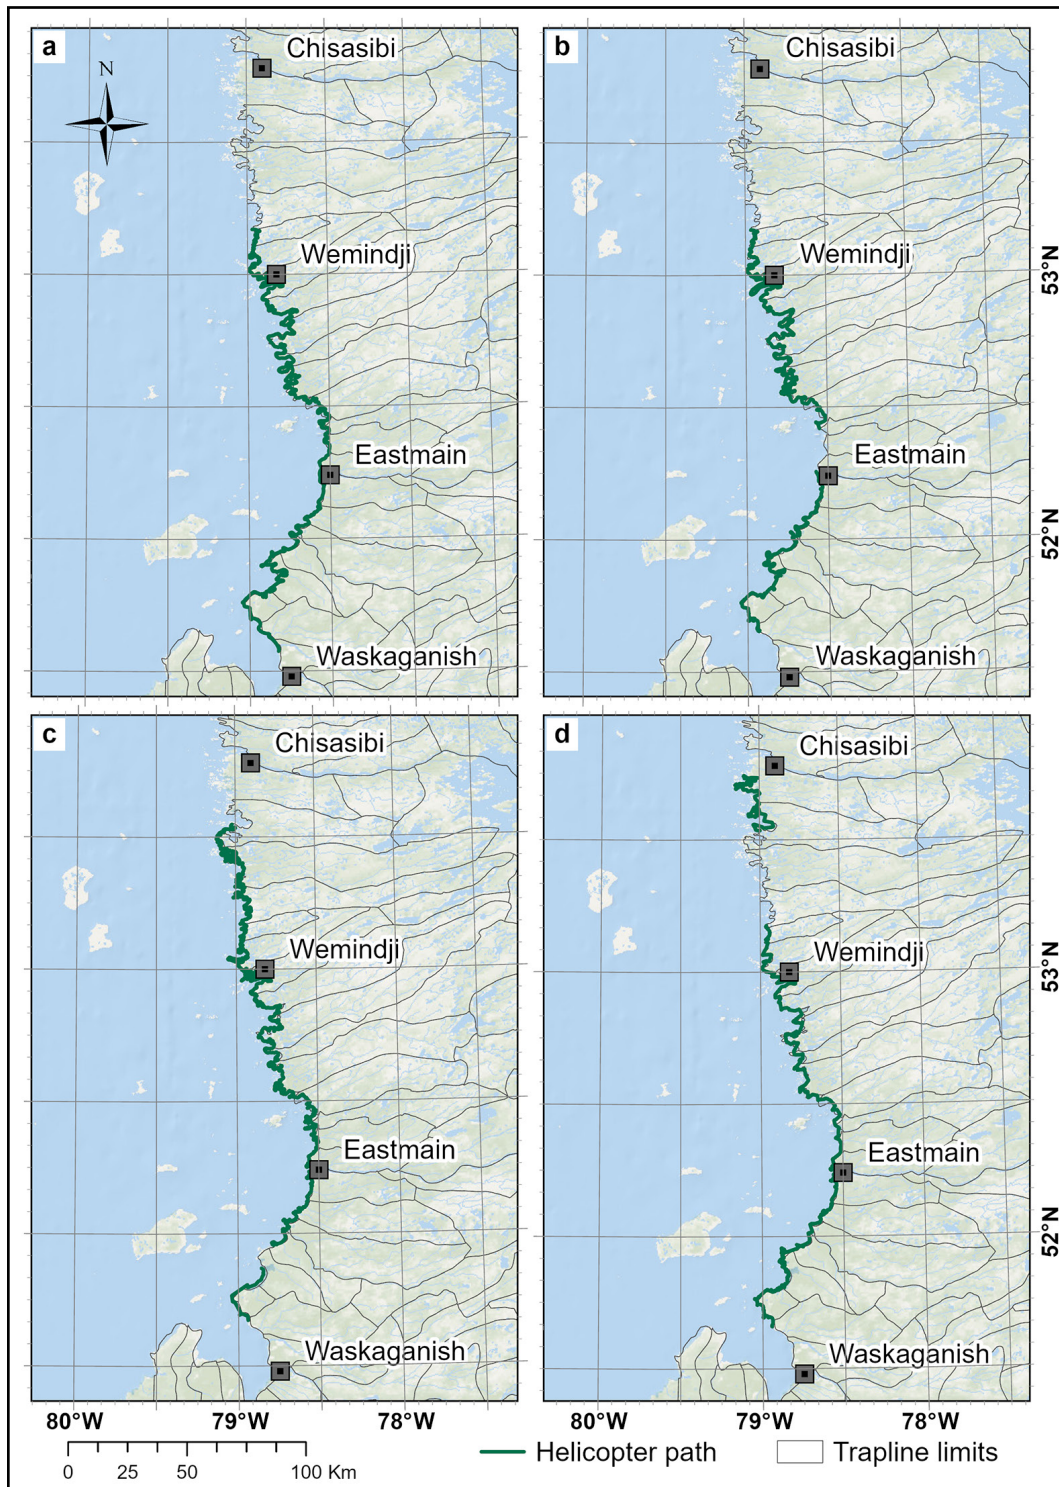 a
N
Chisasibi
Wemindji
Eastmain
Waskaganish
b
Chisasibi
Wemindji
Eastmain
Waskaganish
53°N
52°N
c
Chisasibi
Wemindji
Eastmain
Waskaganish
d
Chisasibi
Wemindji
Eastmain
Waskaganish
53°N
52°N
80°W 79°W 78°W
80°W 79°W 78°W
0 25 50 100 Km
Helicopter path
Trapline limits